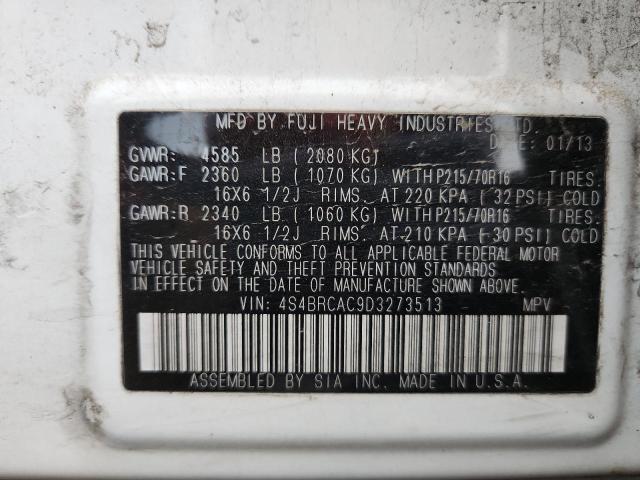 MFD BY FUJI HEAVY INDUSTRIES LTD.
DATE: 01/13
GVWR: 4585 LB (2080 KG)
GAWR:F 2360 LB (1070 KG) WITH P215/70R16 TIRES.
16X6 1/2J RIMS. AT 220 KPA (32 PSI) COLD
GAWR:R 2340 LB (1060 KG) WITH P215/70R16 TIRES.
16X6 1/2J RIMS. AT 210 KPA (30 PSI) COLD
THIS VEHICLE CONFORMS TO ALL APPLICABLE FEDERAL MOTOR
VEHICLE SAFETY AND THEFT PREVENTION STANDARDS
IN EFFECT ON THE DATE OF MANUFACTURE SHOWN ABOVE.
VIN: 4S4BRCAC9D3273513 MPV
ASSEMBLED BY SIA INC. MADE IN U.S.A.